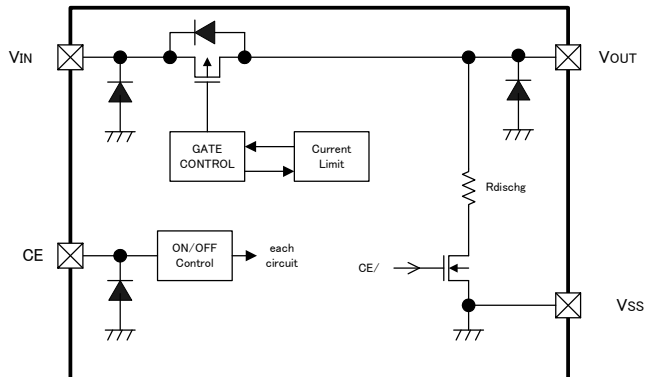 VIN
VOUT
GATE
CONTROL
Current
Limit
Rdischg
CE
ON/OFF
Control
each
circuit
CE/
VSS